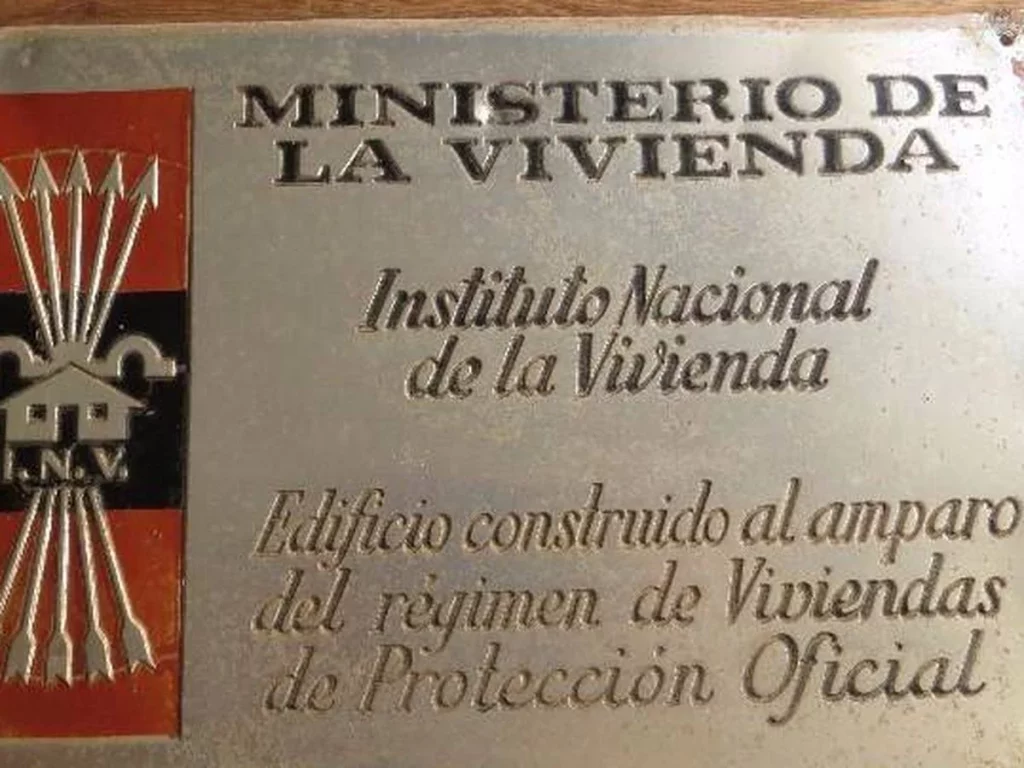 MINISTERIO DE
LA VIVIENDA
Instituto Nacional
de la Vivienda
I.N.V.
Edificio construido al amparo
del régimen de Viviendas
de Protección Oficial